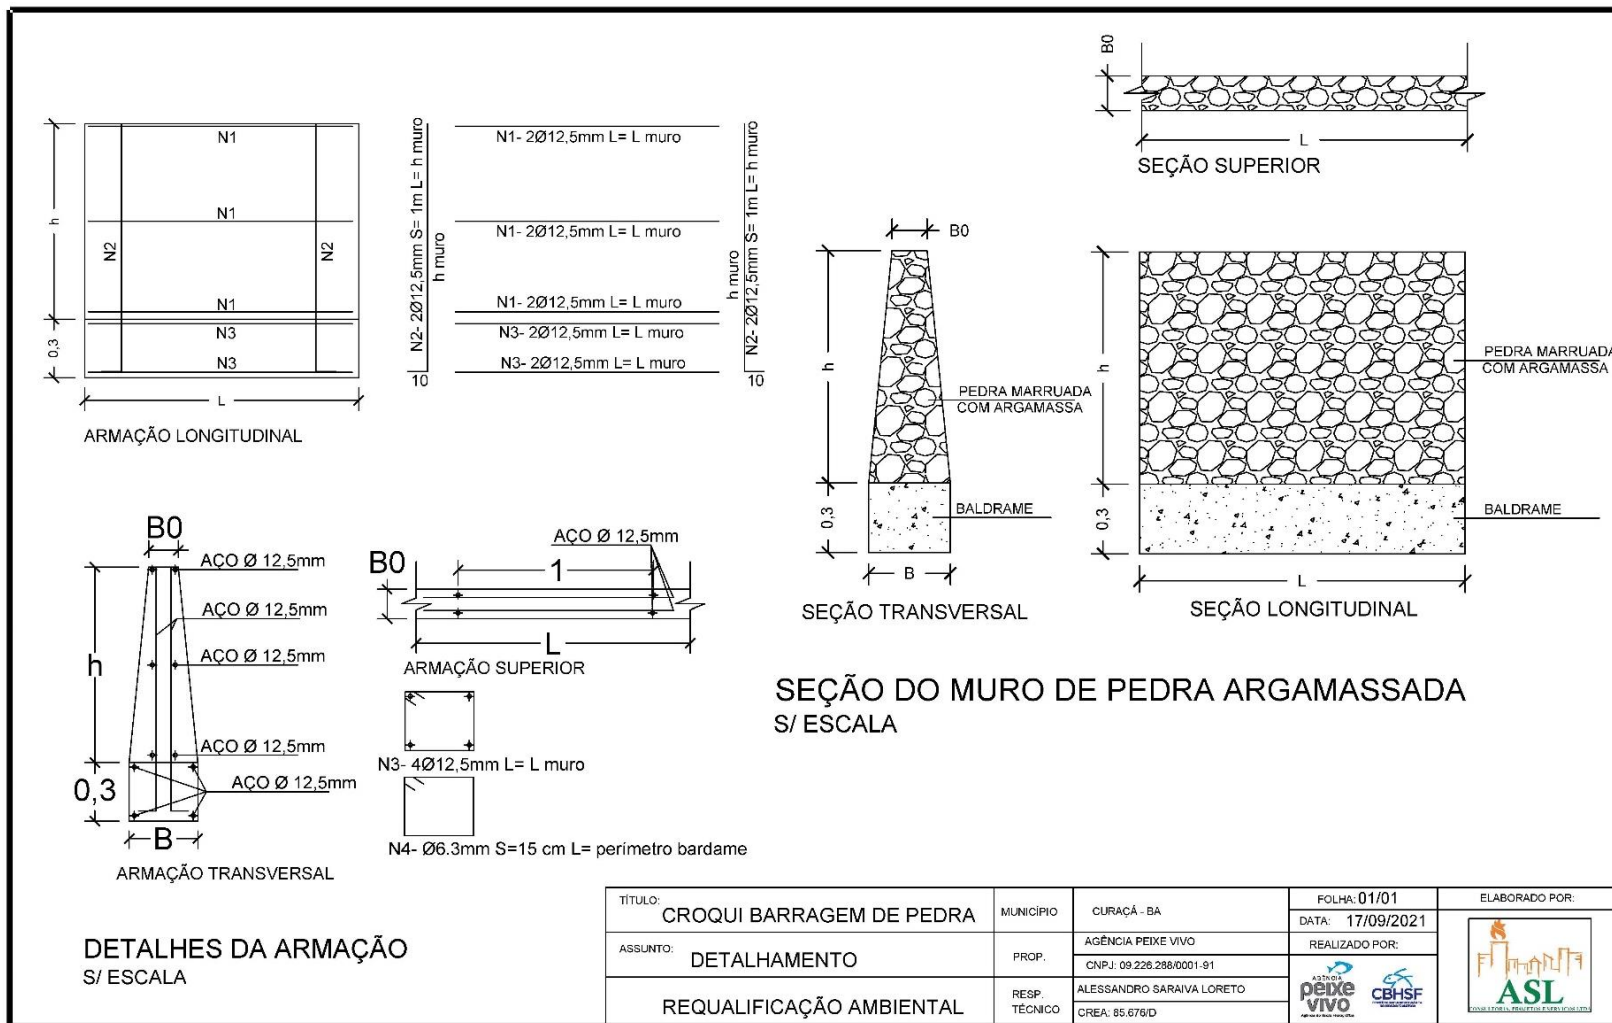 N1
N1
N2
N2
N1
N3
N3
h
0,3
L
ARMAÇÃO LONGITUDINAL
N2- 2Ø12,5mm S= 1m L= h muro
h muro
10
N1- 2Ø12,5mm L= L muro
N1- 2Ø12,5mm L= L muro
N1- 2Ø12,5mm L= L muro
N3- 2Ø12,5mm L= L muro
N3- 2Ø12,5mm L= L muro
h muro
N2- 2Ø12,5mm S= 1m L= h muro
10
B0
L
SEÇÃO SUPERIOR
B0
h
PEDRA MARRUADA
COM ARGAMASSA
0,3
BALDRAME
B
SEÇÃO TRANSVERSAL
h
PEDRA MARRUADA
COM ARGAMASSA
0,3
BALDRAME
L
SEÇÃO LONGITUDINAL
SEÇÃO DO MURO DE PEDRA ARGAMASSADA
S/ ESCALA
B0
AÇO Ø 12,5mm
AÇO Ø 12,5mm
h
AÇO Ø 12,5mm
AÇO Ø 12,5mm
0,3
AÇO Ø 12,5mm
B
ARMAÇÃO TRANSVERSAL
AÇO Ø 12,5mm
B0
1
L
ARMAÇÃO SUPERIOR
N3- 4Ø12,5mm L= L muro
N4- Ø6.3mm S=15 cm L= perímetro bardame
DETALHES DA ARMAÇÃO
S/ ESCALA
TÍTULO:
CROQUI BARRAGEM DE PEDRA
MUNICÍPIO
CURAÇÁ - BA
FOLHA: 01/01
DATA: 17/09/2021
ELABORADO POR:
ASSUNTO:
DETALHAMENTO
PROP.
AGÊNCIA PEIXE VIVO
CNPJ: 09.226.288/0001-91
REALIZADO POR:
REQUALIFICAÇÃO AMBIENTAL
RESP.
TÉCNICO
ALESSANDRO SARAIVA LORETO
CREA: 85.676/D
AGÊNCIA
peixe
vivo
CBHSF
ASL